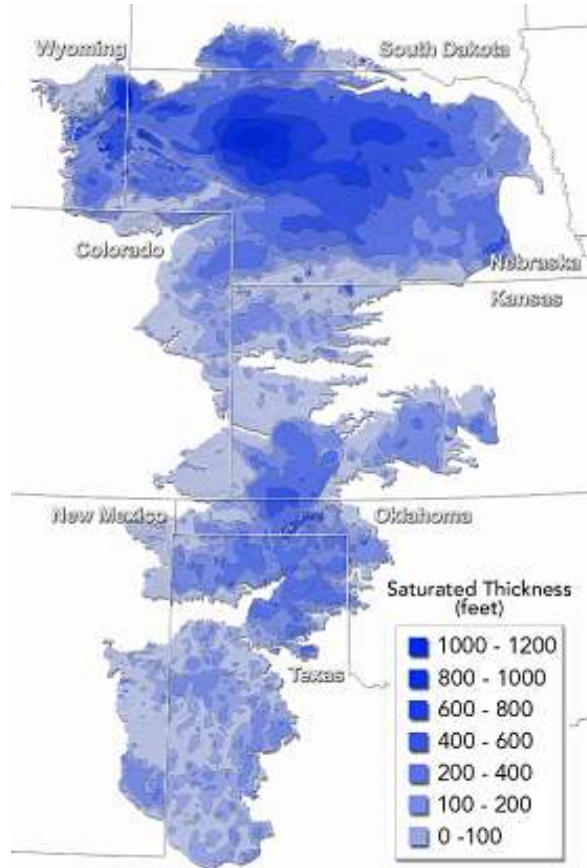 Wyoming
South Dakota
Colorado
Nebraska
Kansas
New Mexico
Oklahoma
Texas
Saturated Thickness
(feet)
1000 - 1200
800 - 1000
600 - 800
400 - 600
200 - 400
100 - 200
0 -100